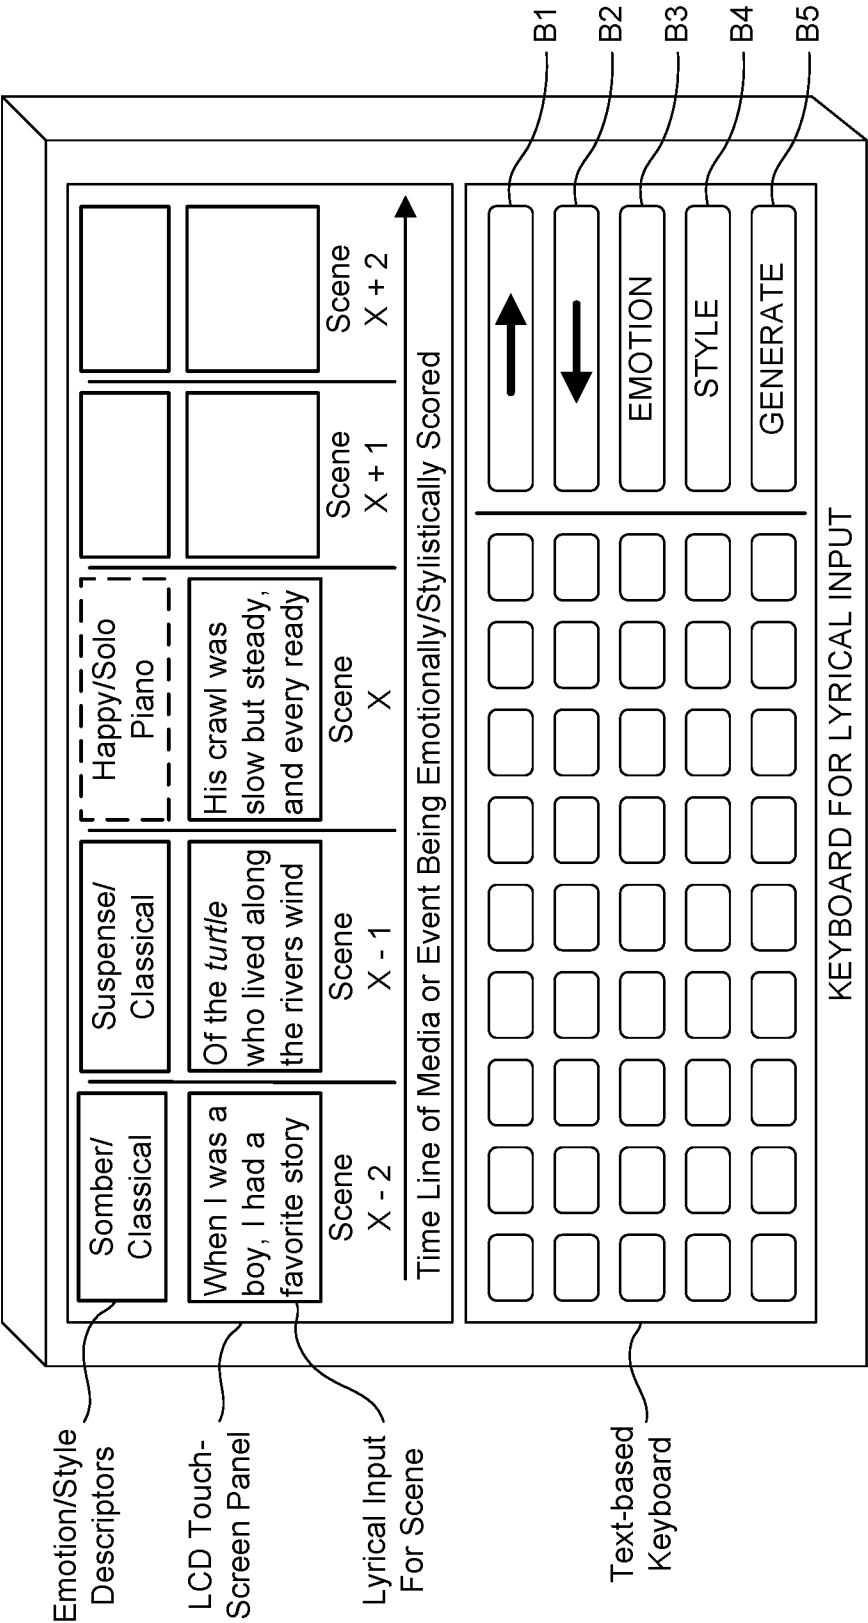 Emotion/Style
Descriptors
LCD Touch-
Screen Panel
Lyrical Input
For Scene
Text-based
Keyboard
Somber/
Classical
Suspense/
Classical
Happy/Solo
Piano
When I was a
boy, I had a
favorite story
Of the turtle
who lived along
the rivers wind
His crawl was
slow but steady,
and every ready
Scene
X - 2
Scene
X - 1
Scene
X
Scene
X + 1
Scene
X + 2
Time Line of Media or Event Being Emotionally/Stylistically Scored
EMOTION
STYLE
GENERATE
B1
B2
B3
B4
B5
KEYBOARD FOR LYRICAL INPUT